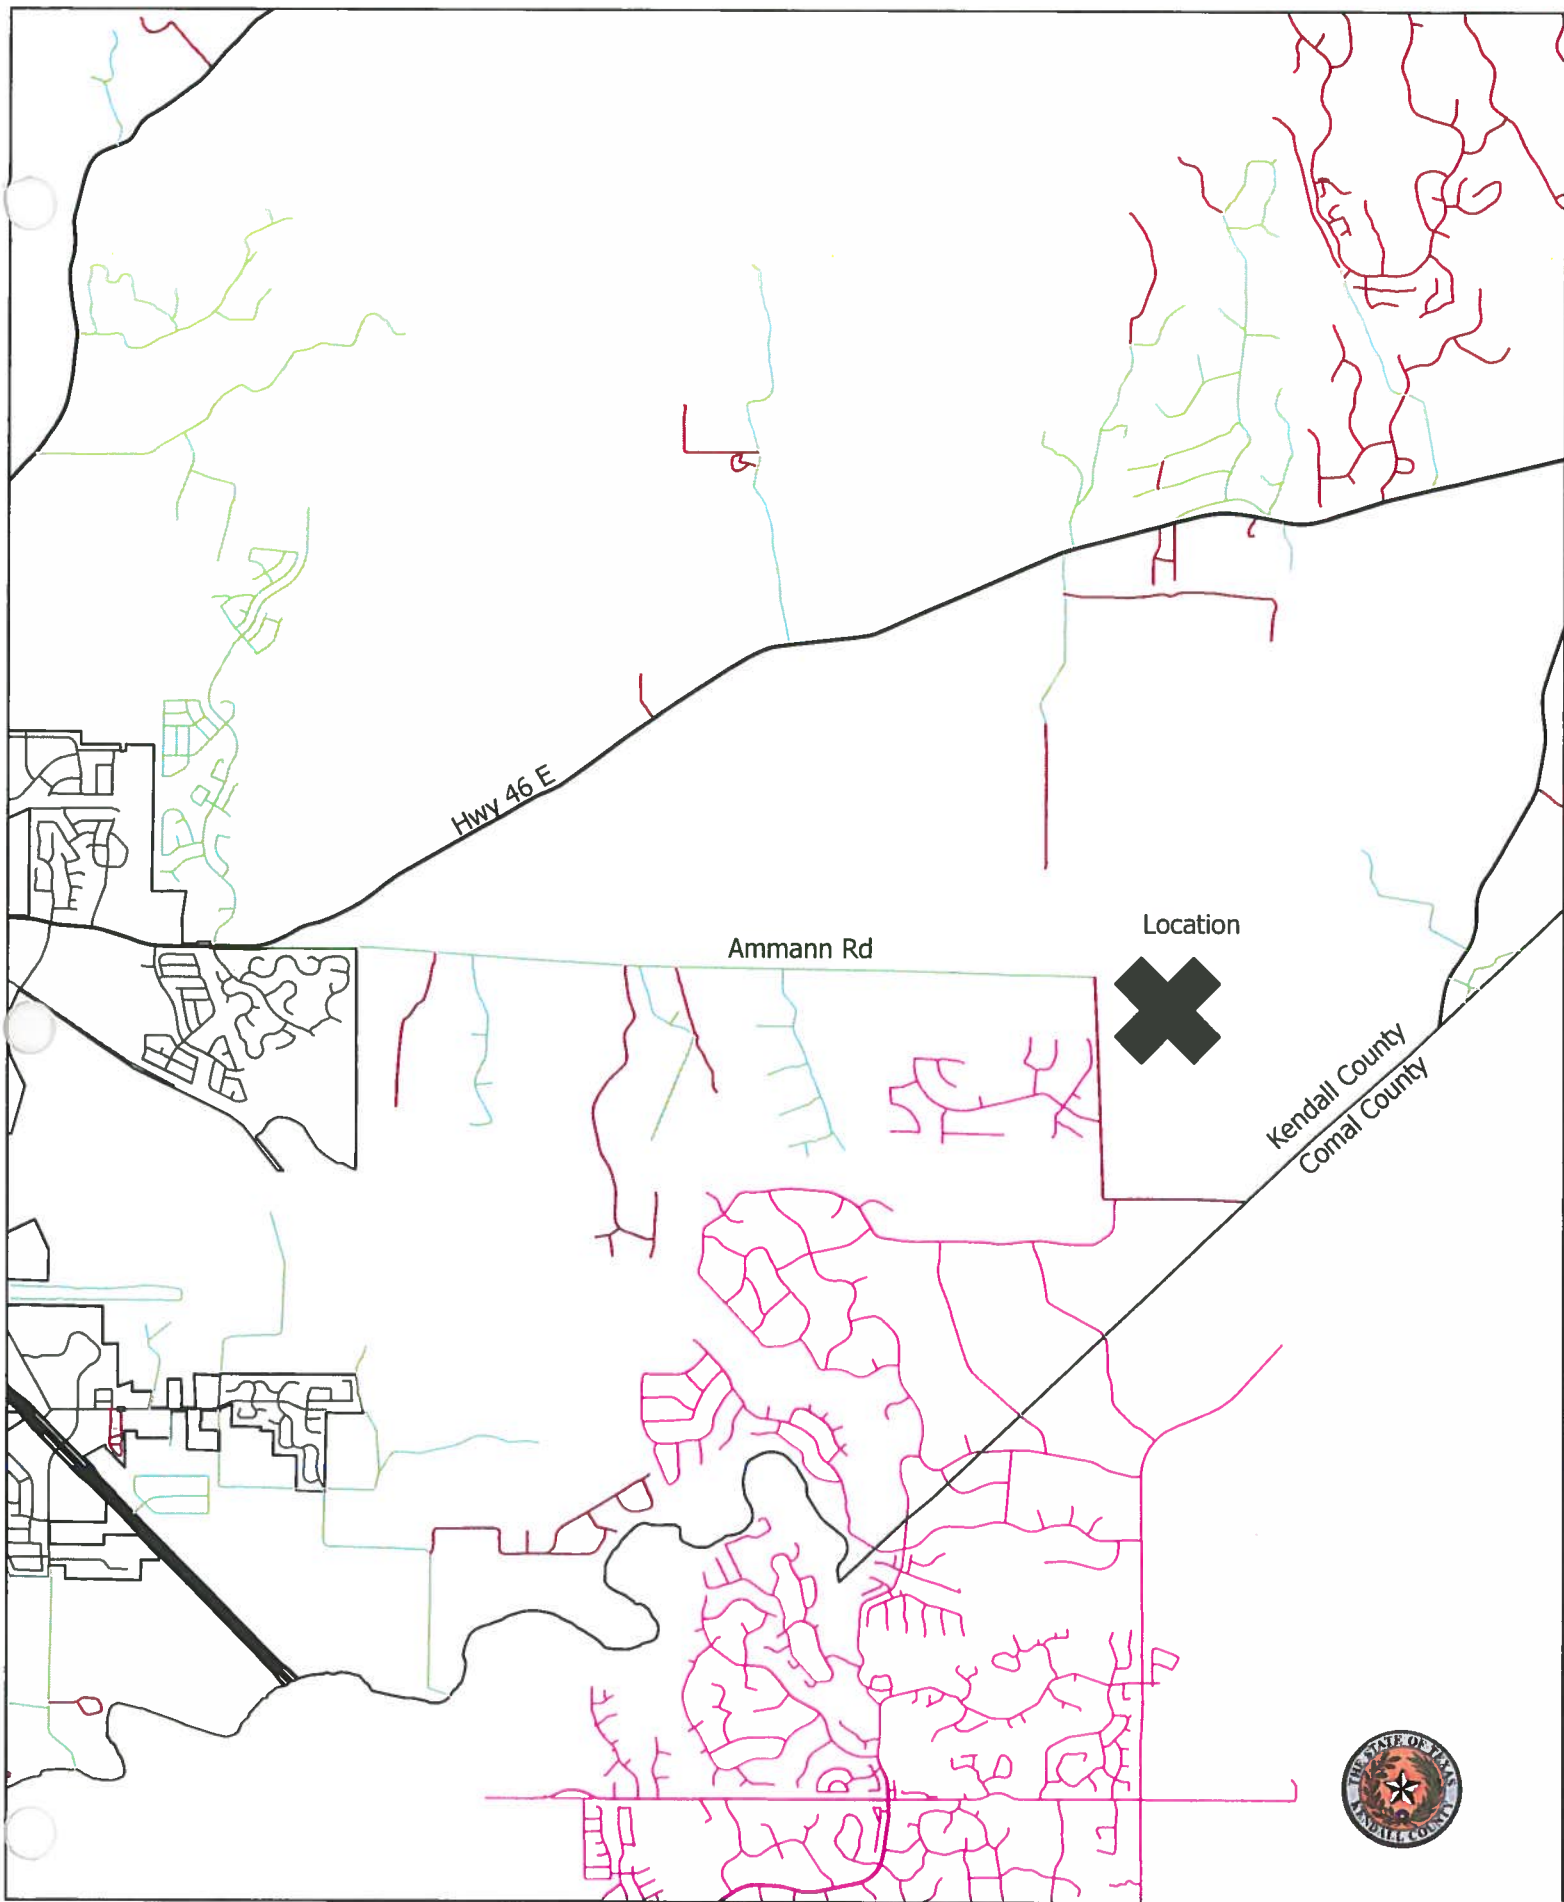 Hwy 46 E
Location
Ammann Rd
Kendall County
Comal County
THE STATE OF TEXAS
KENDALL COUNTY